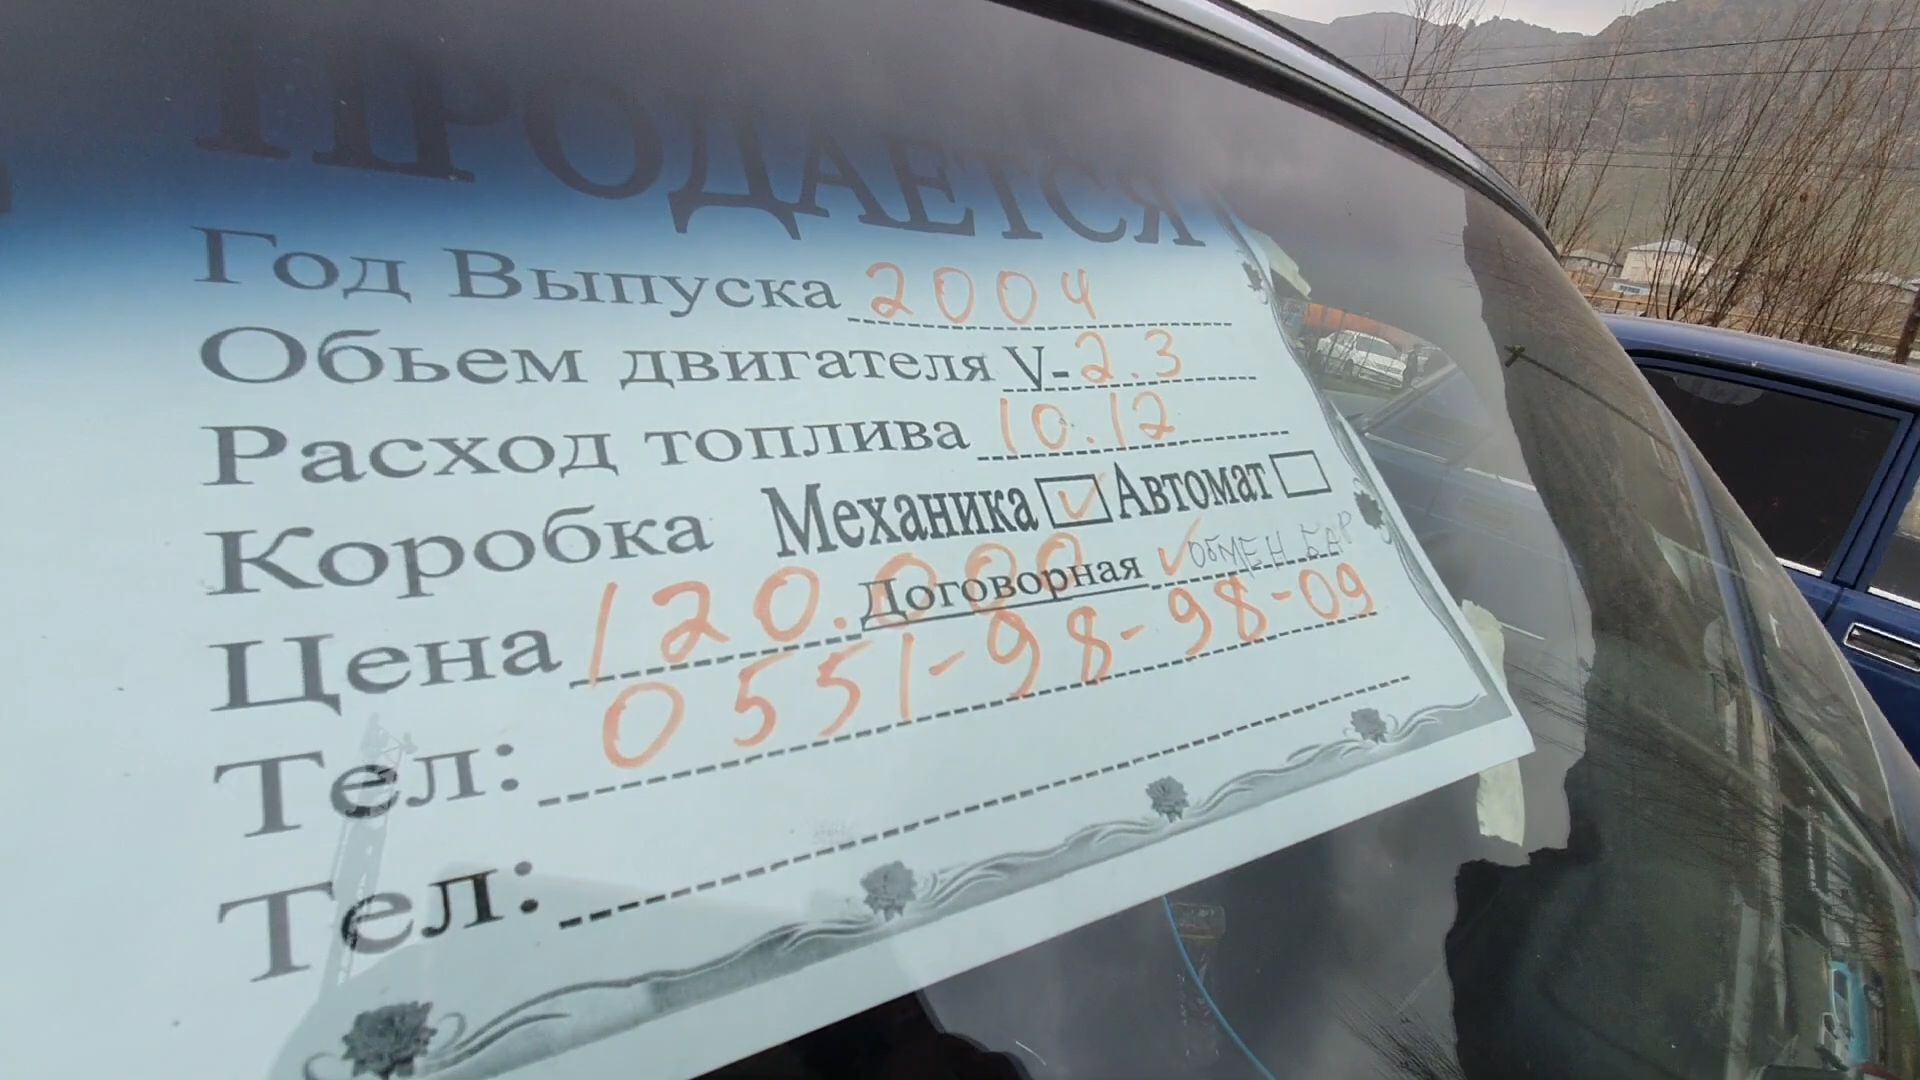 ПРОДАЕТСЯ
Год Выпуска 2004
Обьем двигателя V-2.3
Расход топлива 10.12
Коробка Механика ✓ Автомат
Цена 120.000 Договорная ✓ ОБМЕН БАР
Тел: 0551-98-98-09
Тел: